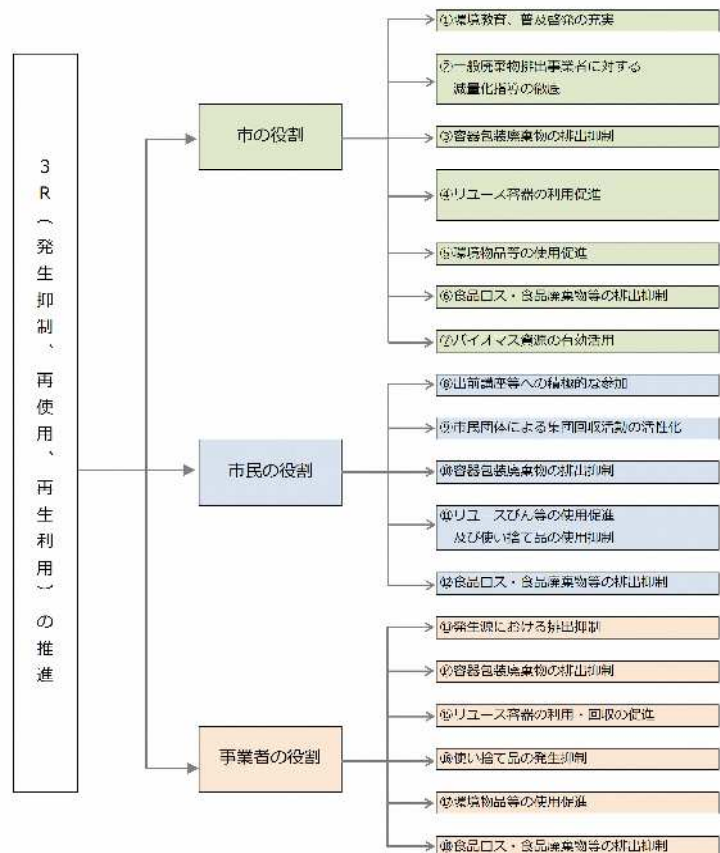 3R(発生抑制、再使用、再生利用)の推進
市の役割
①環境教育、普及啓発の充実
②一般廃棄物排出事業者に対する
減量化指導の徹底
③容器包装廃棄物の排出抑制
④リユース容器の利用促進
⑤環境物品等の使用促進
⑥食品ロス・食品廃棄物等の排出抑制
⑦バイオマス資源の有効活用
市民の役割
⑧出前講座等への積極的な参加
⑨市民団体による集団回収活動の活性化
⑩容器包装廃棄物の排出抑制
⑪リユースびん等の使用促進
及び使い捨て品の使用抑制
⑫食品ロス・食品廃棄物等の排出抑制
事業者の役割
⑬発生源における排出抑制
⑭容器包装廃棄物の排出抑制
⑮リユース容器の利用・回収の促進
⑯使い捨て品の発生抑制
⑰環境物品等の使用促進
⑱食品ロス・食品廃棄物等の排出抑制